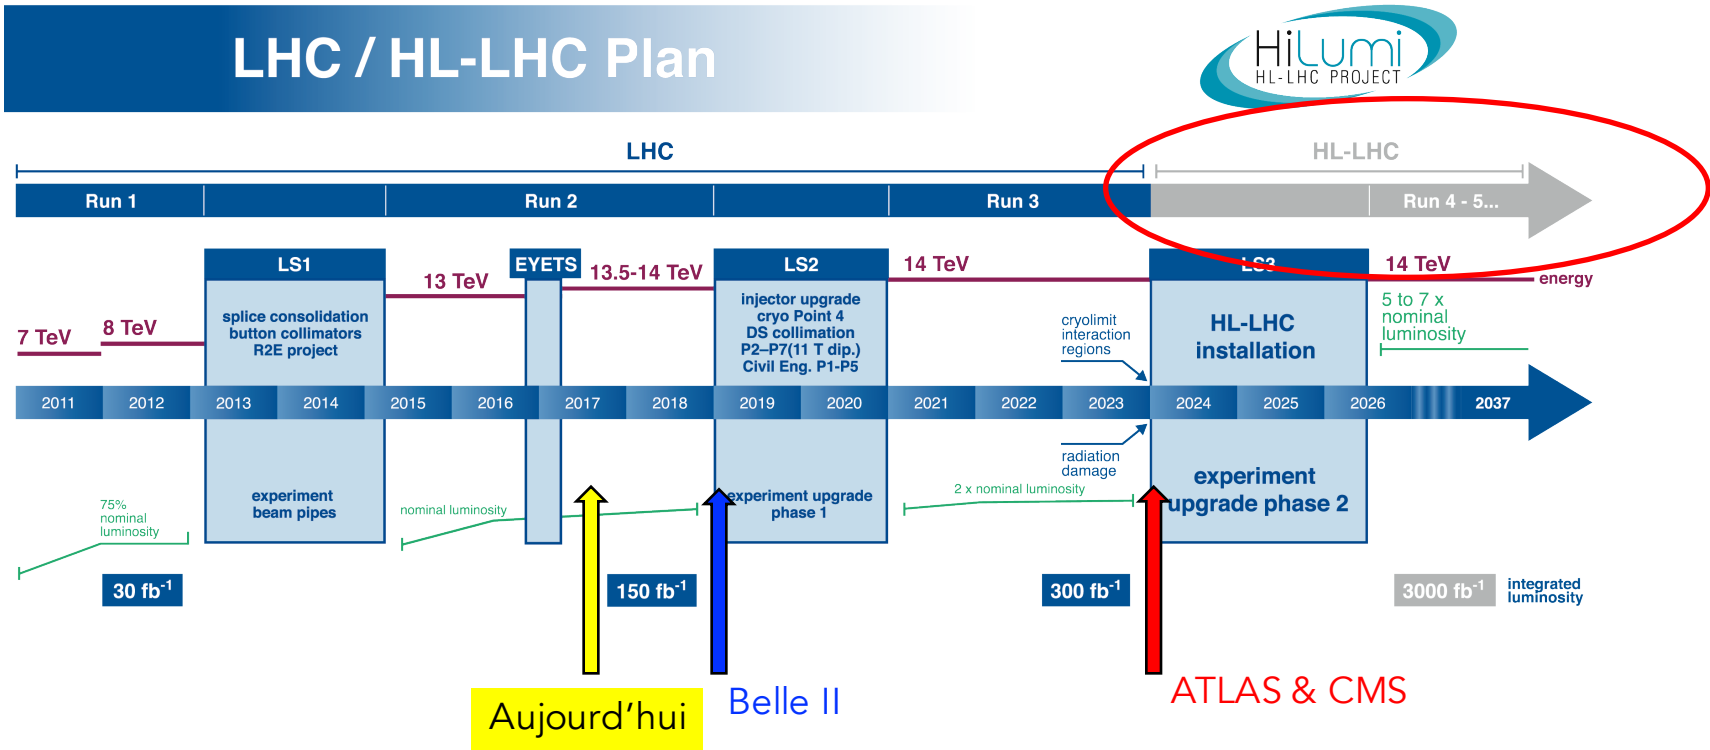 LHC / HL-LHC Plan
HiLumi
HL-LHC PROJECT
LHC
HL-LHC
Run 1
Run 2
Run 3
Run 4 - 5...
LS1
EYETS
LS2
LS3
7 TeV
8 TeV
13 TeV
13.5-14 TeV
14 TeV
14 TeV
energy
splice consolidation
button collimators
R2E project
injector upgrade
cryo Point 4
DS collimation
P2–P7(11 T dip.)
Civil Eng. P1-P5
cryolimit
interaction
regions
HL-LHC
installation
5 to 7 x
nominal
luminosity
2011 2012 2013 2014 2015 2016 2017 2018 2019 2020 2021 2022 2023 2024 2025 2026 2037
radiation
damage
75%
nominal
luminosity
experiment
beam pipes
nominal luminosity
experiment upgrade
phase 1
2 x nominal luminosity
experiment
upgrade phase 2
30 fb-1
150 fb-1
300 fb-1
3000 fb-1
integrated
luminosity
Aujourd’hui
Belle II
ATLAS & CMS